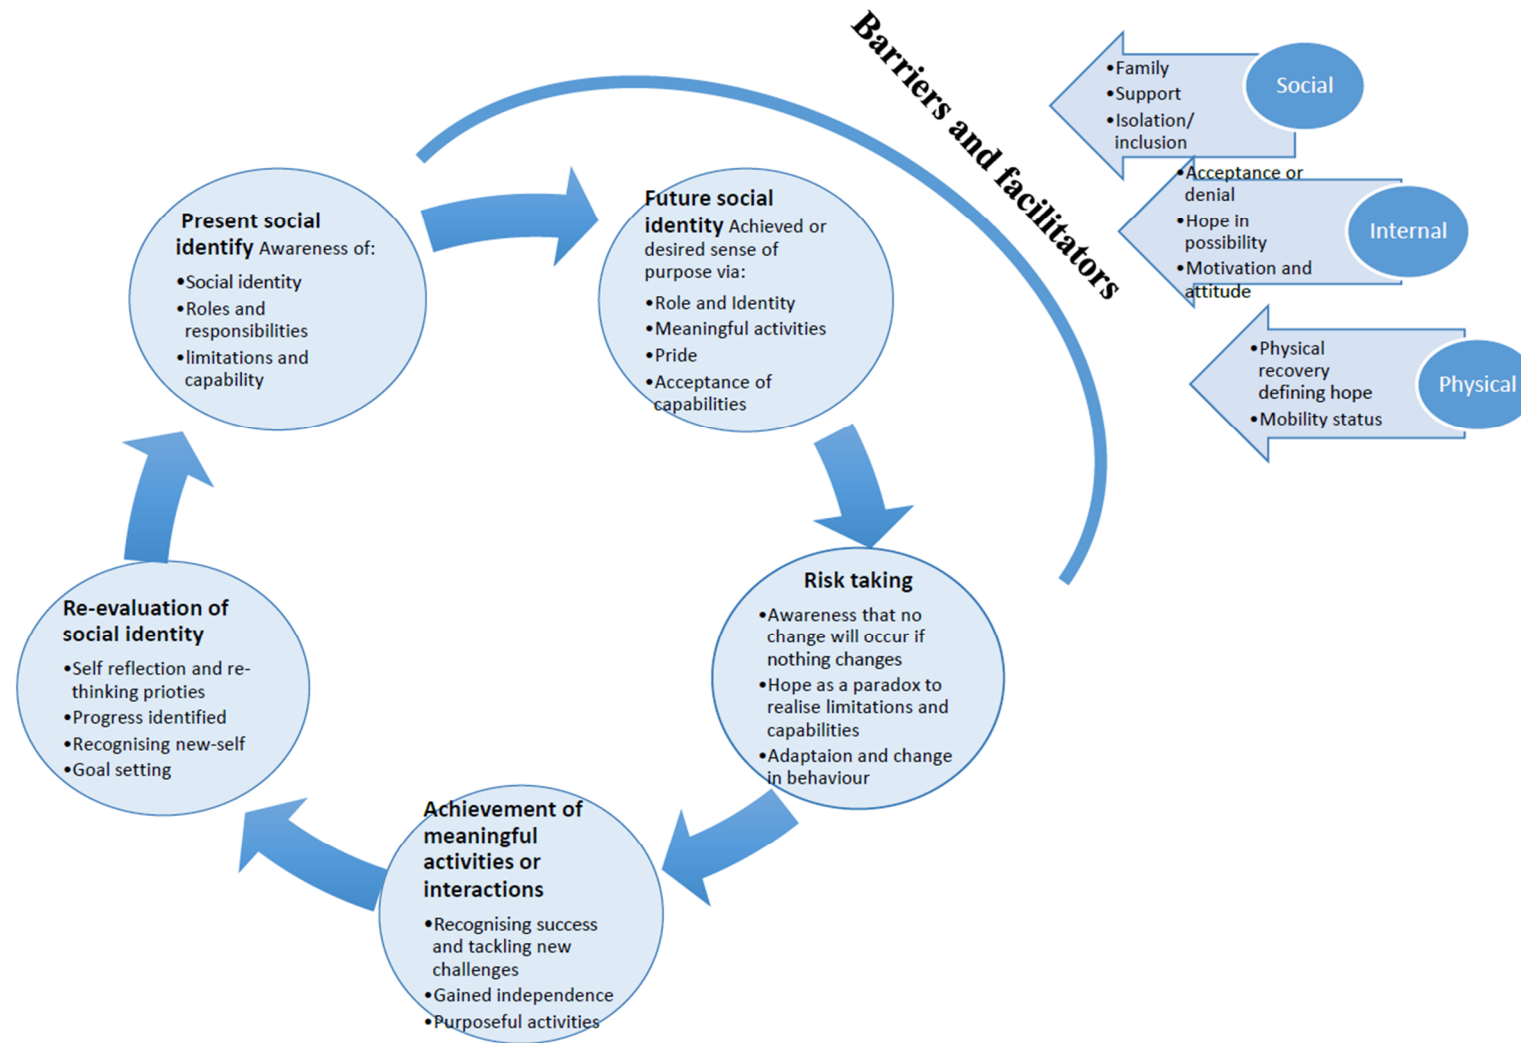 Barriers and facilitators
•Family
•Support
•Isolation/
inclusion
Social
•Acceptance or
denial
•Hope in
possibility
•Motivation and
attitude
Internal
•Physical
recovery
defining hope
•Mobility status
Physical
Present social
identify Awareness of:
•Social identity
•Roles and
responsibilities
•limitations and
capability
Future social
identity Achieved or
desired sense of
purpose via:
•Role and Identity
•Meaningful activities
•Pride
•Acceptance of
capabilities
Risk taking
•Awareness that no
change will occur if
nothing changes
•Hope as a paradox to
realise limitations and
capabilities
•Adaptaion and change
in behaviour
Achievement of
meaningful
activities or
interactions
•Recognising success
and tackling new
challenges
•Gained independence
•Purposeful activities
Re-evaluation of
social identity
•Self reflection and re-
thinking prioties
•Progress identified
•Recognising new-self
•Goal setting